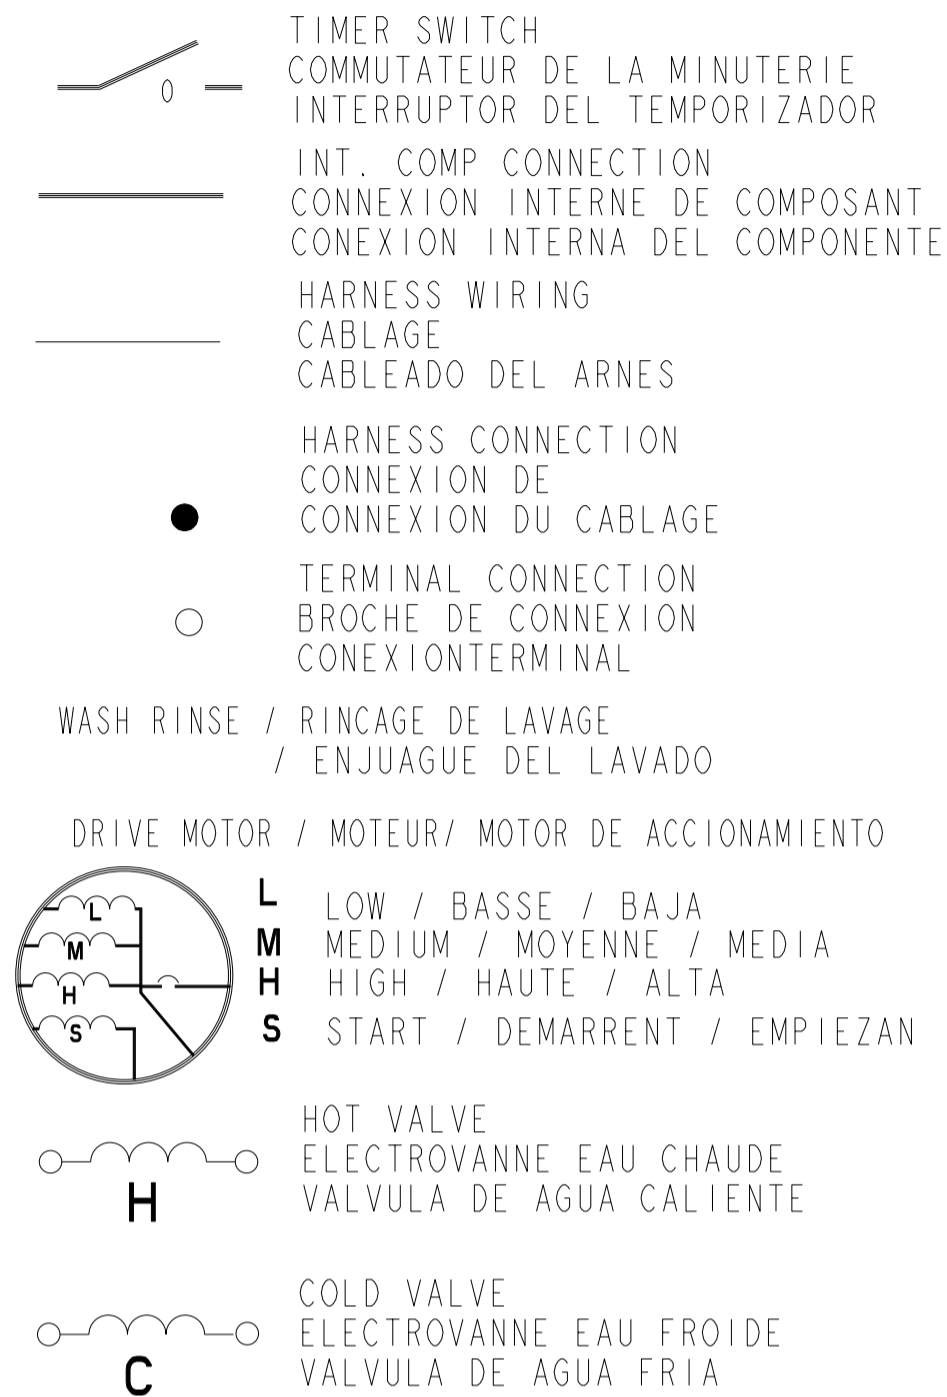 TIMER SWITCH
COMMUTATEUR DE LA MINUTERIE
INTERRUPTOR DEL TEMPORIZADOR
INT. COMP CONNECTION
CONNEXION INTERNE DE COMPOSANT
CONEXION INTERNA DEL COMPONENTE
HARNESS WIRING
CABLAGE
CABLEADO DEL ARNES
HARNESS CONNECTION
CONNEXION DE
CONNEXION DU CABLAGE
TERMINAL CONNECTION
BROCHE DE CONNEXION
CONEXIONTERMINAL
WASH RINSE / RINCAGE DE LAVAGE
/ ENJUAGUE DEL LAVADO
DRIVE MOTOR / MOTEUR/ MOTOR DE ACCIONAMIENTO
L
M
H
S
L LOW / BASSE / BAJA
M MEDIUM / MOYENNE / MEDIA
H HIGH / HAUTE / ALTA
S START / DEMARRENT / EMPIEZAN
HOT VALVE
ELECTROVANNE EAU CHAUDE
VALVULA DE AGUA CALIENTE
H
COLD VALVE
ELECTROVANNE EAU FROIDE
VALVULA DE AGUA FRIA
C